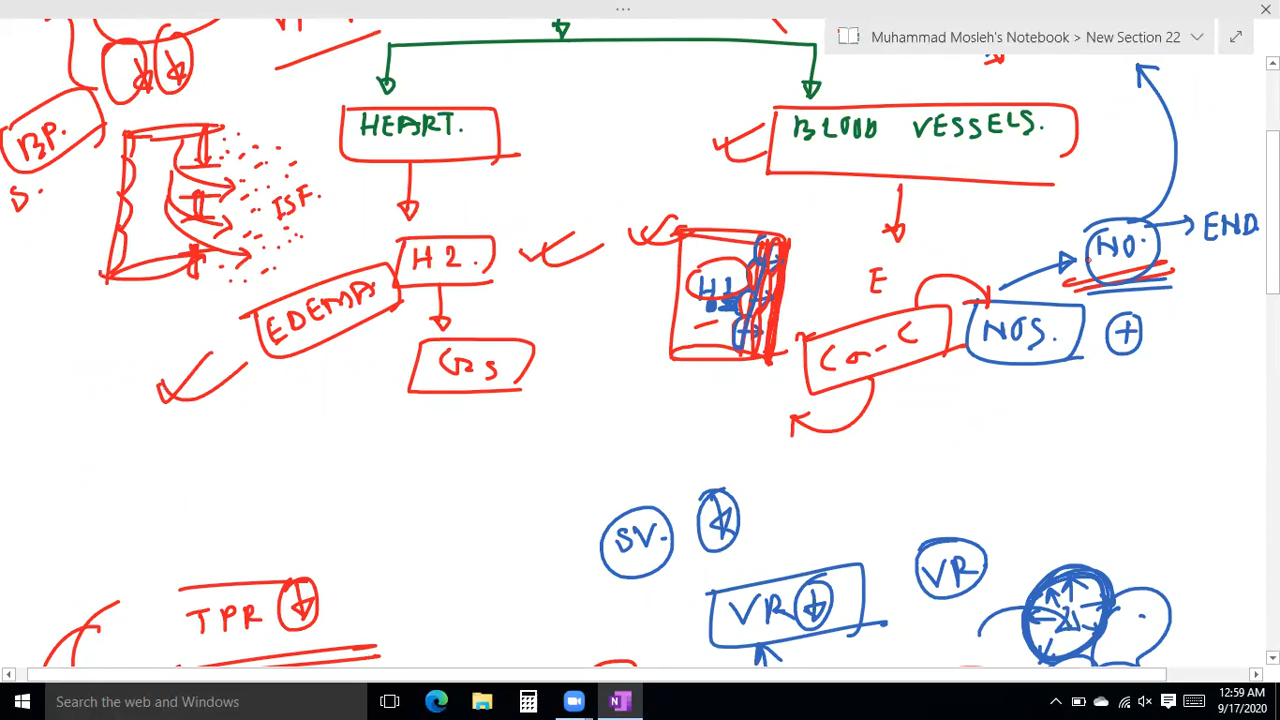 Muhammad Mosleh's Notebook > New Section 22
BP.
HEART.
BLOOD VESSELS.
ISF.
H2.
EDEMA
H1
E
NO.
END
NOS.
+
SV.
VR
VR
TPR
Search the web and Windows
12:59 AM
9/17/2020